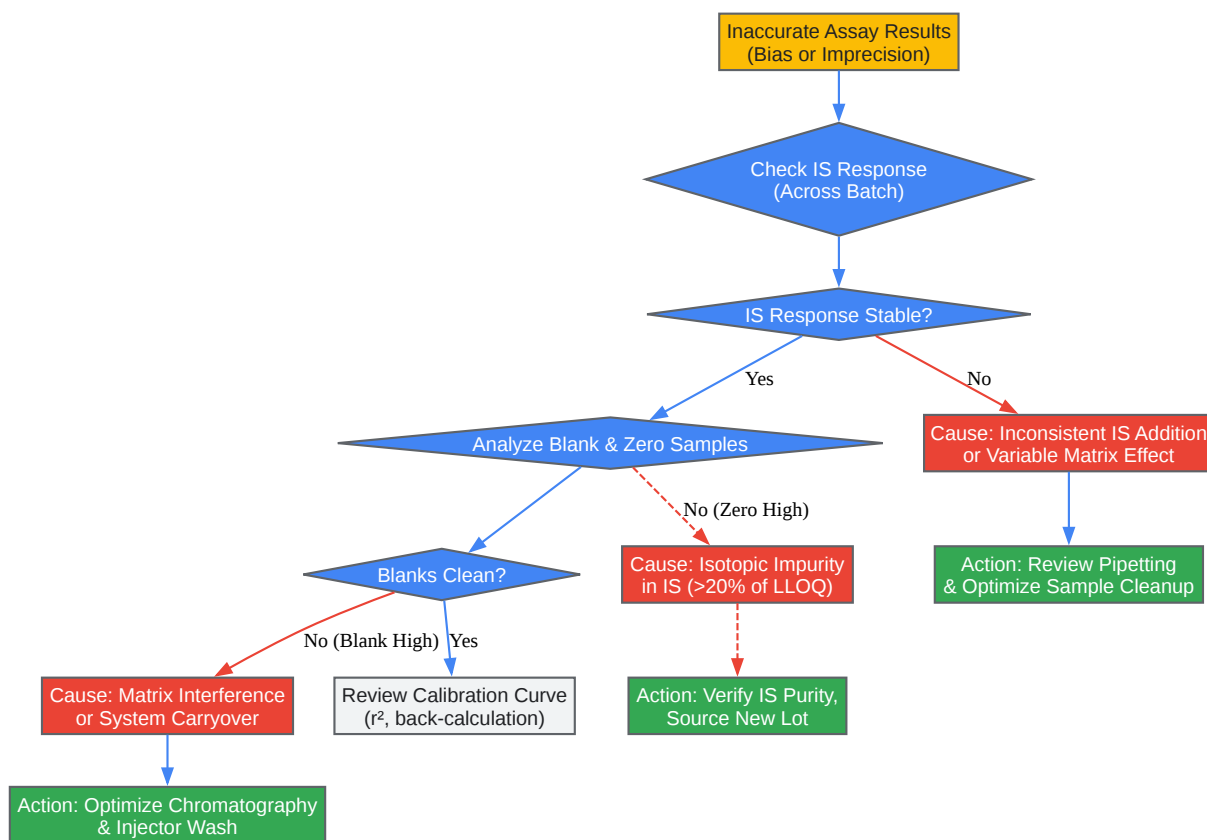 Inaccurate Assay Results
(Bias or Imprecision)
Check IS Response
(Across Batch)
IS Response Stable?
Yes
No
Analyze Blank & Zero Samples
Cause: Inconsistent IS Addition
or Variable Matrix Effect
No (Zero High)
Blanks Clean?
Cause: Isotopic Impurity
in IS (>20% of LLOQ)
Action: Review Pipetting
& Optimize Sample Cleanup
No (Blank High)
Yes
Cause: Matrix Interference
or System Carryover
Review Calibration Curve
(r², back-calculation)
Action: Verify IS Purity,
Source New Lot
Action: Optimize Chromatography
& Injector Wash